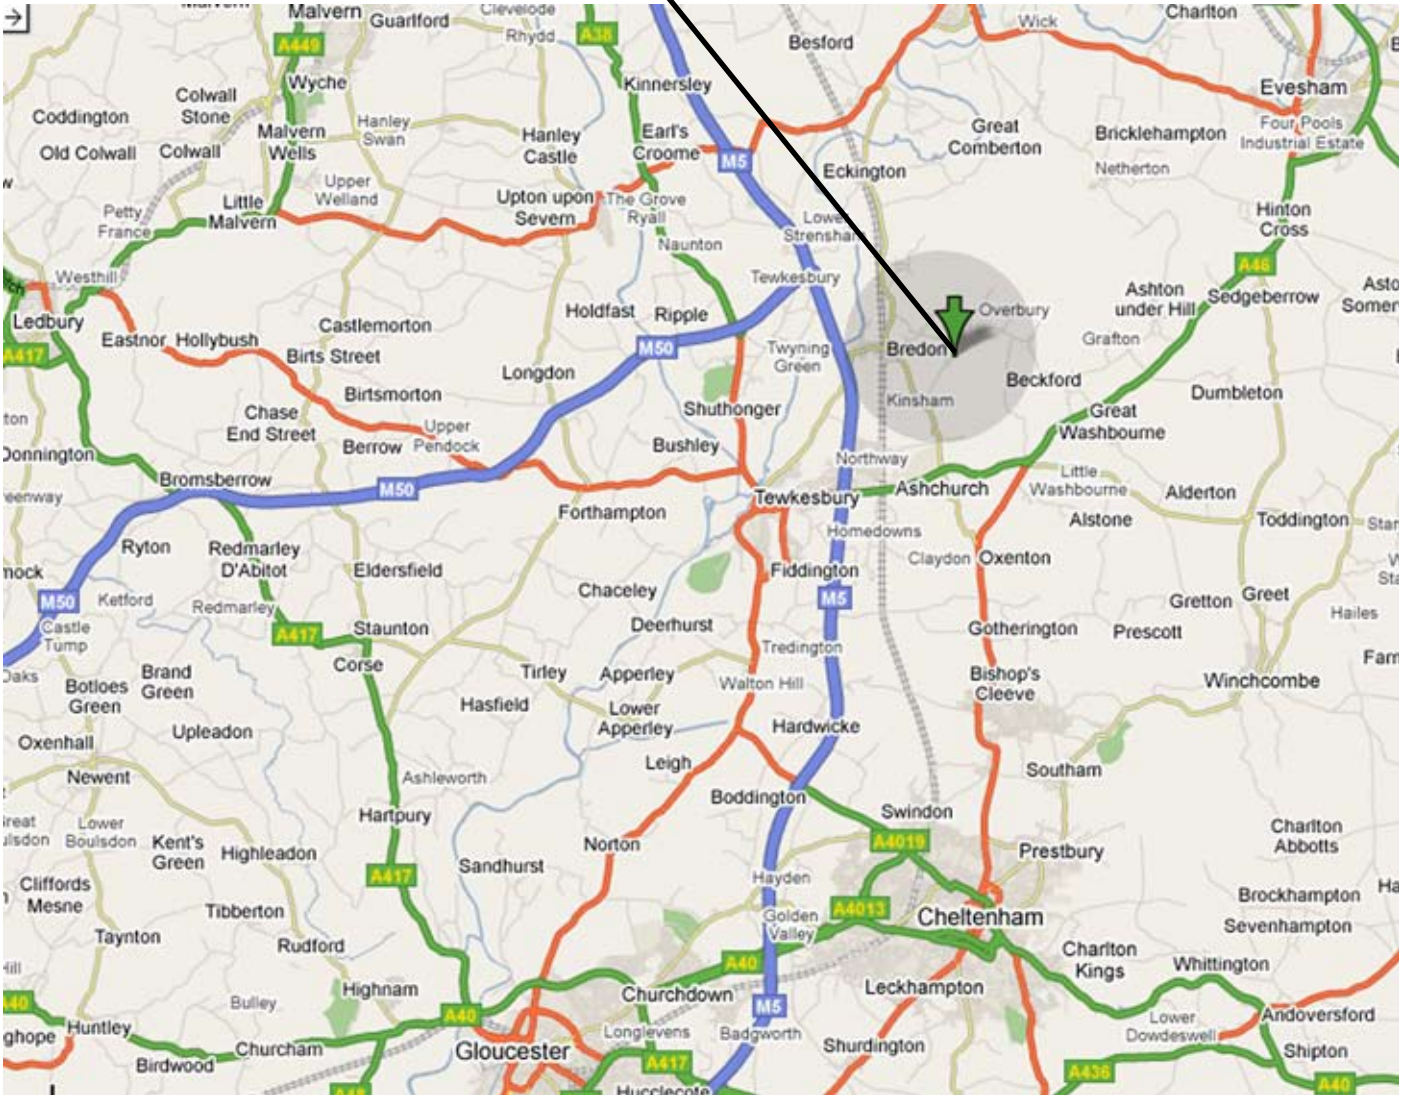 Malvern
Guarlford
Clevelode
Rhydd
A38
Besford
Wick
Charlton
A449
Wyche
Kinnersley
Evesham
Coddington
Colwall
Stone
Malvern
Wells
Hanley
Swan
Hanley
Castle
Earl's
Croome
Great
Comberton
Bricklehampton
Four Pools
Industrial Estate
Old Colwall
Colwall
M5
Eckington
Netherton
Upper
Welland
Little
Malvern
Upton upon
Severn
The Grove
Ryall
Petty
France
Lower
Strensham
Hinton
Cross
Naunton
A46
Westhill
Tewkesbury
Ashton
under Hill
Sedgeberrow
Ledbury
Holdfast
Ripple
Overbury
Castlemorton
Eastnor
Hollybush
A417
Birts Street
M50
Twyning
Green
Bredon
Grafton
Longdon
Beckford
Dumbleton
Birtsmorton
Kinsham
Chase
End Street
Shuthonger
Great
Washbourne
Berrow
Upper
Pendock
Bushley
Donnington
Northway
Bromsberrow
M50
Tewkesbury
Ashchurch
Little
Washbourne
Alderton
Forthampton
Homedowns
Alstone
Toddington
Ryton
Redmarley
D'Abitot
Eldersfield
Fiddington
Claydon
Oxenton
M50
Ketford
Redmarley
Chaceley
M5
Gretton
Greet
Hailes
Castle
Tump
A417
Staunton
Deerhurst
Tredington
Gotherington
Prescott
Corse
Brand
Green
Tirley
Apperley
Walton Hill
Bishop's
Cleeve
Winchcombe
Botloes
Green
Hasfield
Lower
Apperley
Hardwicke
Oxenhall
Upleadon
Leigh
Southam
Newent
Ashleworth
Boddington
Swindon
Hartpury
Lower
Boulsdon
Kent's
Green
Highleadon
Norton
A4019
Charlton
Abbotts
Sandhurst
Prestbury
A417
Hayden
Cliffords
Mesne
Brockhampton
Tibberton
A4013
Golden
Valley
Cheltenham
Sevenhampton
Taynton
Rudford
Charlton
Kings
A40
Whittington
Highnam
Churchdown
Leckhampton
A40
Bulley
A40
M5
Andoversford
Huntley
Longlevens
Badgworth
Lower
Dowdeswell
Churcham
Gloucester
Shurdington
Shipton
Birdwood
A417
A436
A40
Hucclecote